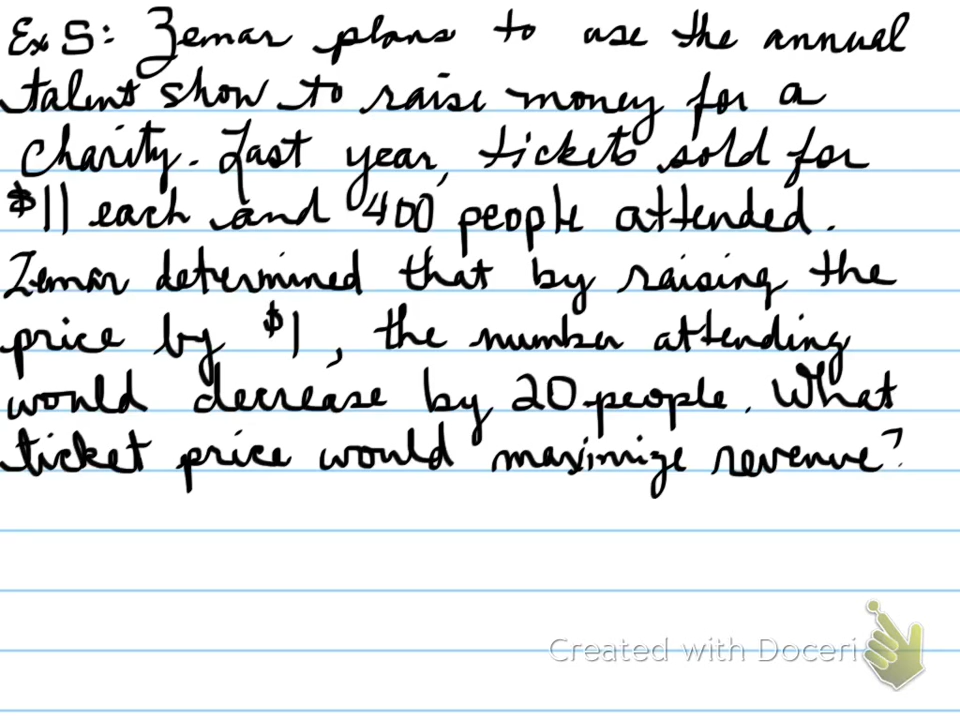 Ex 5: Zemar plans to use the annual
talent show to raise money for a
charity. Last year, tickets sold for
$11 each and 400 people attended.
Zemar determined that by raising the
price by $1, the number attending
would decrease by 20 people. What
ticket price would maximize revenue?
Created with Doceri